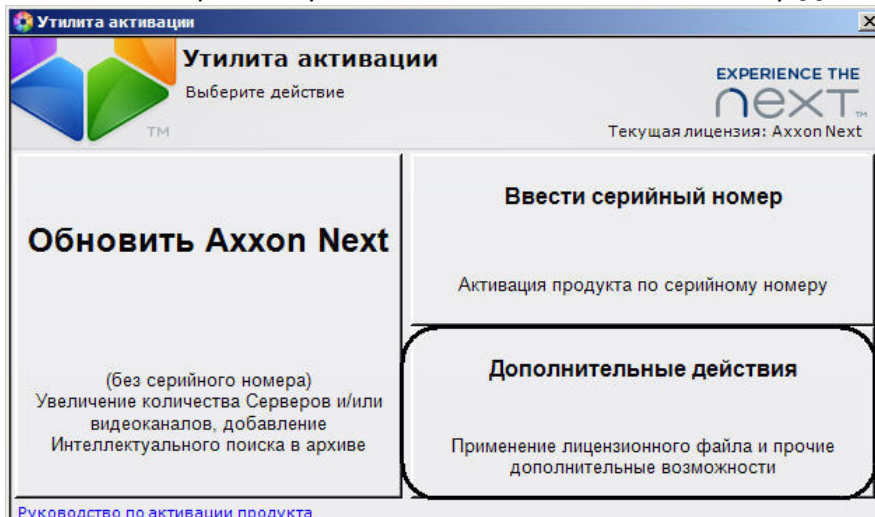 Утилита активации
Утилита активации
Выберите действие
TM
EXPERIENCE THE
next TM
Текущая лицензия: Axxon Next
Обновить Axxon Next
(без серийного номера)
Увеличение количества Серверов и/или
видеоканалов, добавление
Интеллектуального поиска в архиве
Ввести серийный номер
Активация продукта по серийному номеру
Дополнительные действия
Применение лицензионного файла и прочие
дополнительные возможности
Руководство по активации продукта